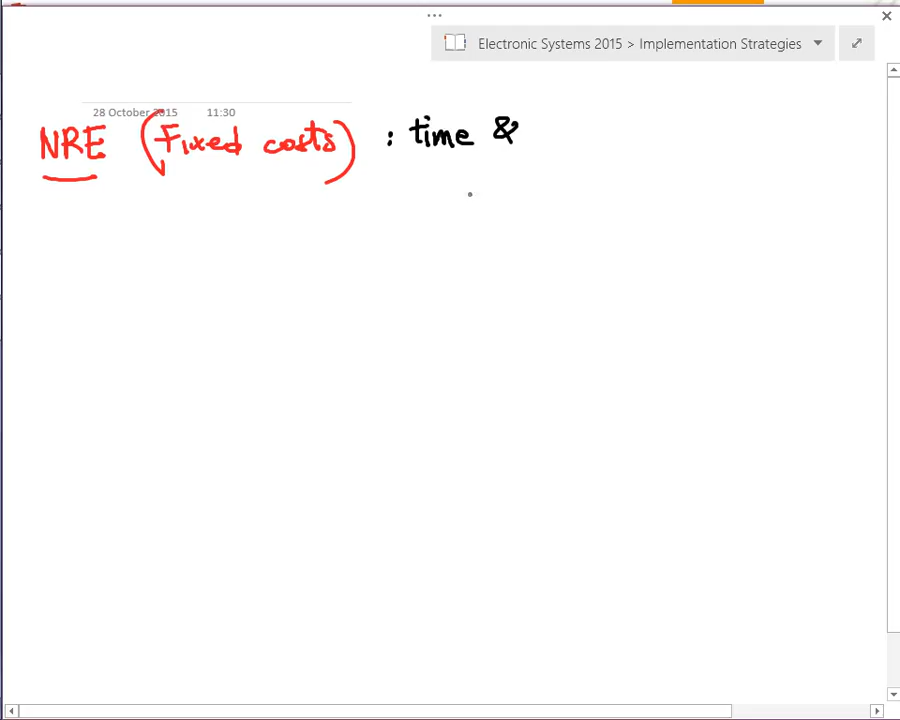 Electronic Systems 2015 > Implementation Strategies
28 October 2015 11:30
NRE (Fixed costs) : time &